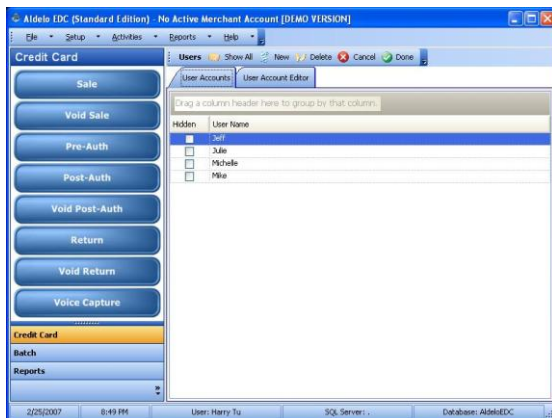 Aldelo EDC (Standard Edition) - No Active Merchant Account [DEMO VERSION]
File Setup Activities Reports Help
Credit Card
Users Show All New Delete Cancel Done
User Accounts User Account Editor
Drag a column header here to group by that column.
Hidden User Name
Jeff
Julie
Michelle
Mike
Sale
Void Sale
Pre-Auth
Post-Auth
Void Post-Auth
Return
Void Return
Voice Capture
Credit Card
Batch
Reports
2/25/2007 8:49 PM User: Harry Tu SQL Server: . Database: AldeloEDC